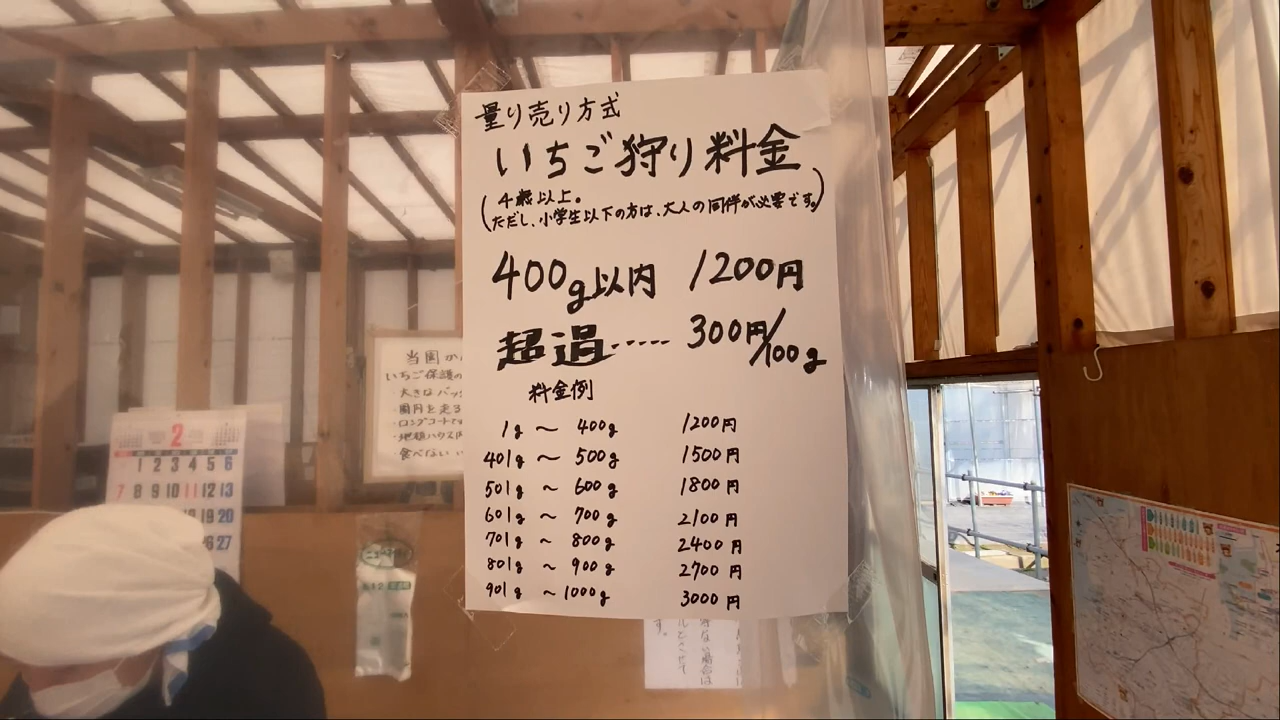 量り売り方式
いちご狩り料金
(4歳以上。
ただし、小学生以下の方は、大人の同伴が必要です。)
400g以内 1200円
超過‥‥‥ 300円/100g
料金例
1g ～ 400g 1200円
401g ～ 500g 1500円
501g ～ 600g 1800円
601g ～ 700g 2100円
701g ～ 800g 2400円
801g ～ 900g 2700円
901g ～ 1000g 3000円
当園か
いちご保護の
・大きなバッ
・園内を走る
・ロングコート
食べない
2
1 2 3 4 5 6
7 8 9 10 11 12 13
19 20
26 27